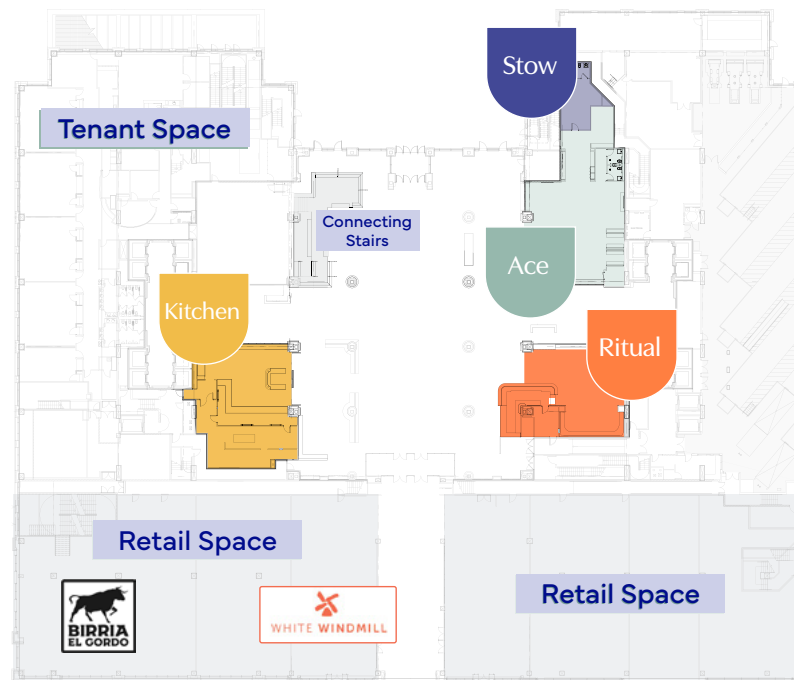 Stow
Tenant Space
Connecting
Stairs
Ace
Kitchen
Ritual
Retail Space
Retail Space
BIRRIA
EL GORDO
WHITE WINDMILL